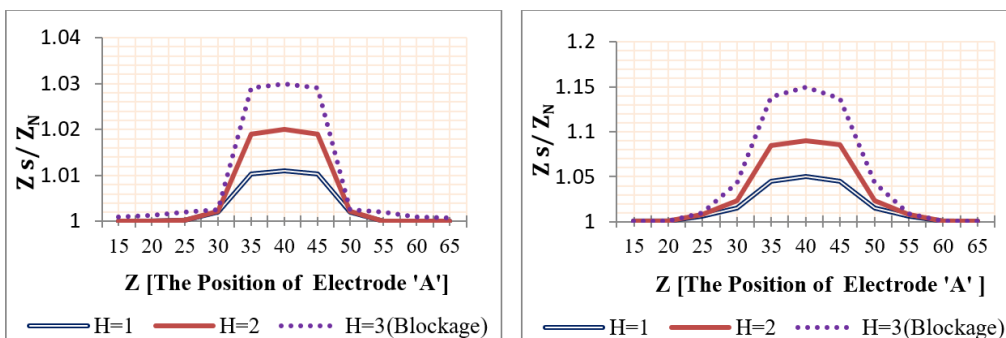 1.04
1.03
1.02
1.01
1
Z s/ Z_N
15 20 25 30 35 40 45 50 55 60 65
Z [The Position of Electrode 'A']
H=1 H=2 H=3(Blockage)
1.2
1.15
1.1
1.05
1
Z s/ Z_N
15 20 25 30 35 40 45 50 55 60 65
Z [The Position of Electrode 'A' ]
H=1 H=2 H=3(Blockage)